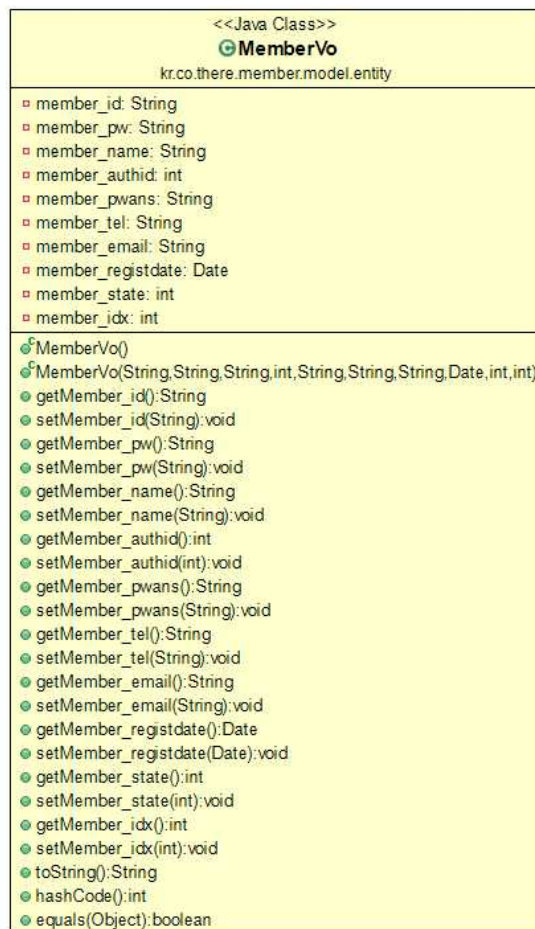 <<Java Class>>
MemberVo
kr.co.there.member.model.entity
member_id: String
member_pw: String
member_name: String
member_authid: int
member_pwans: String
member_tel: String
member_email: String
member_registdate: Date
member_state: int
member_idx: int
MemberVo()
MemberVo(String,String,String,int,String,String,String,Date,int,int)
getMember_id():String
setMember_id(String):void
getMember_pw():String
setMember_pw(String):void
getMember_name():String
setMember_name(String):void
getMember_authid():int
setMember_authid(int):void
getMember_pwans():String
setMember_pwans(String):void
getMember_tel():String
setMember_tel(String):void
getMember_email():String
setMember_email(String):void
getMember_registdate():Date
setMember_registdate(Date):void
getMember_state():int
setMember_state(int):void
getMember_idx():int
setMember_idx(int):void
toString():String
hashCode():int
equals(Object):boolean